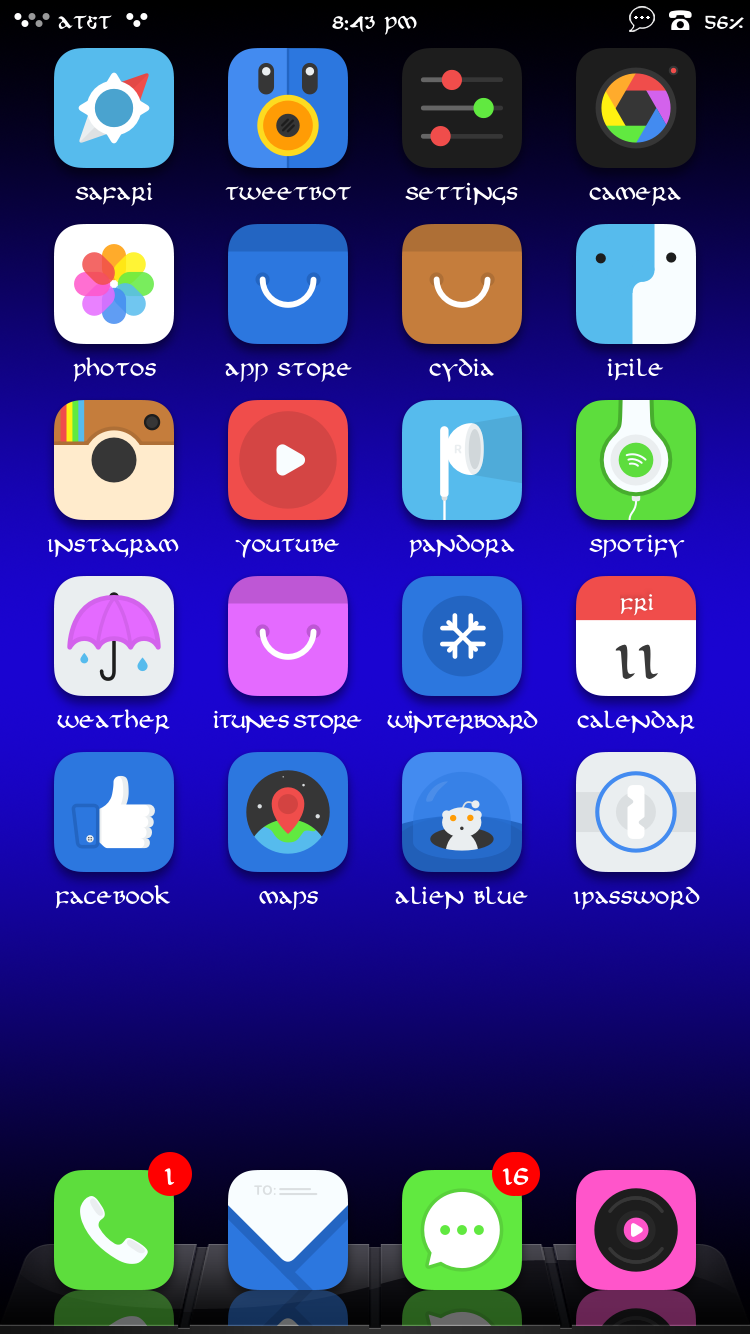 AT&T 8:43 PM 56%
Safari Tweetbot Settings Camera
Photos App Store Cydia iFile
R
Instagram YouTube Pandora Spotify
FRI
11
Weather iTunes Store WinterBoard Calendar
Facebook Maps Alien Blue 1Password
1 16
TO: